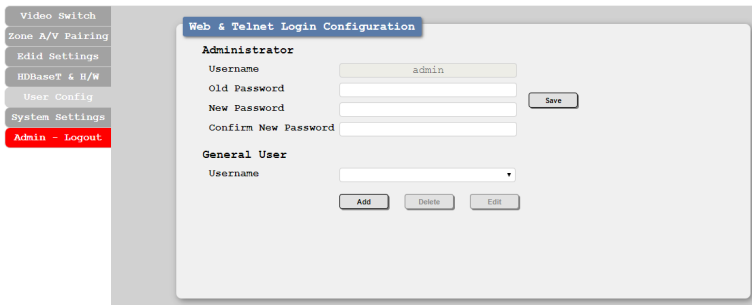 Video Switch
Zone A/V Pairing
Edid Settings
HDBaseT & H/W
User Config
System Settings
Admin - Logout
Web & Telnet Login Configuration
Administrator
Username admin
Old Password
Save
New Password
Confirm New Password
General User
Username
Add Delete Edit